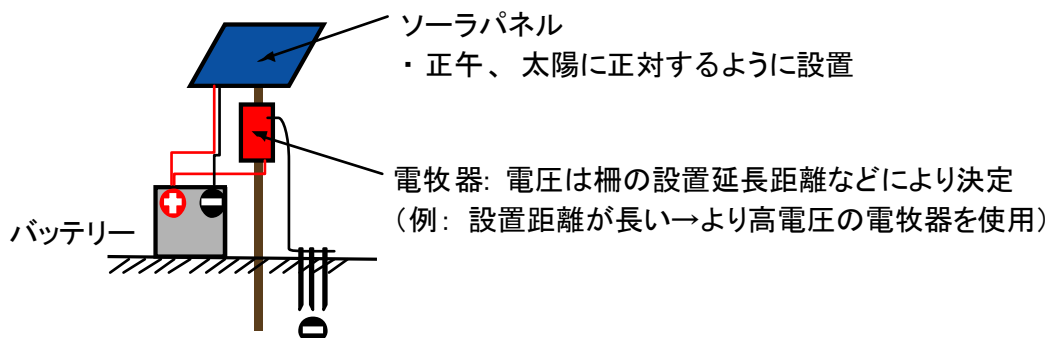 ソーラパネル
・正午、太陽に正対するように設置
電牧器: 電圧は柵の設置延長距離などにより決定
（例： 設置距離が長い→より高電圧の電牧器を使用）
バッテリー